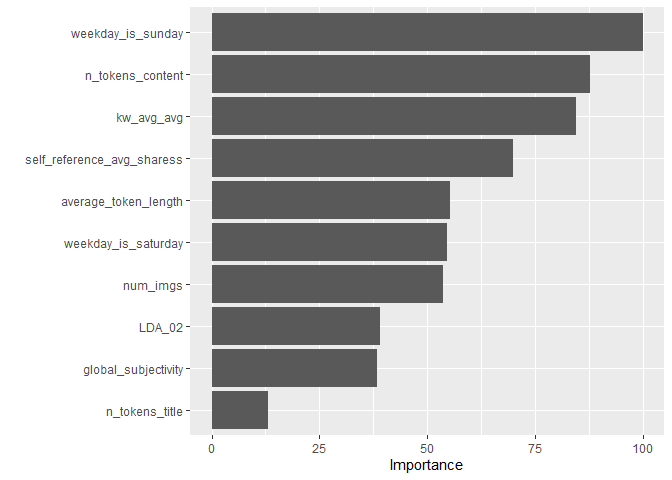 weekday_is_sunday
n_tokens_content
kw_avg_avg
self_reference_avg_sharess
average_token_length
weekday_is_saturday
num_imgs
LDA_02
global_subjectivity
n_tokens_title
0 25 50 75 100
Importance